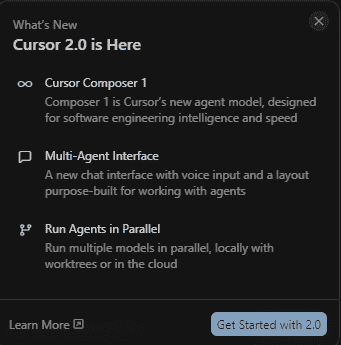 What's New
Cursor 2.0 is Here
Cursor Composer 1
Composer 1 is Cursor's new agent model, designed
for software engineering intelligence and speed
Multi-Agent Interface
A new chat interface with voice input and a layout
purpose-built for working with agents
Run Agents in Parallel
Run multiple models in parallel, locally with
worktrees or in the cloud
Learn More
Get Started with 2.0